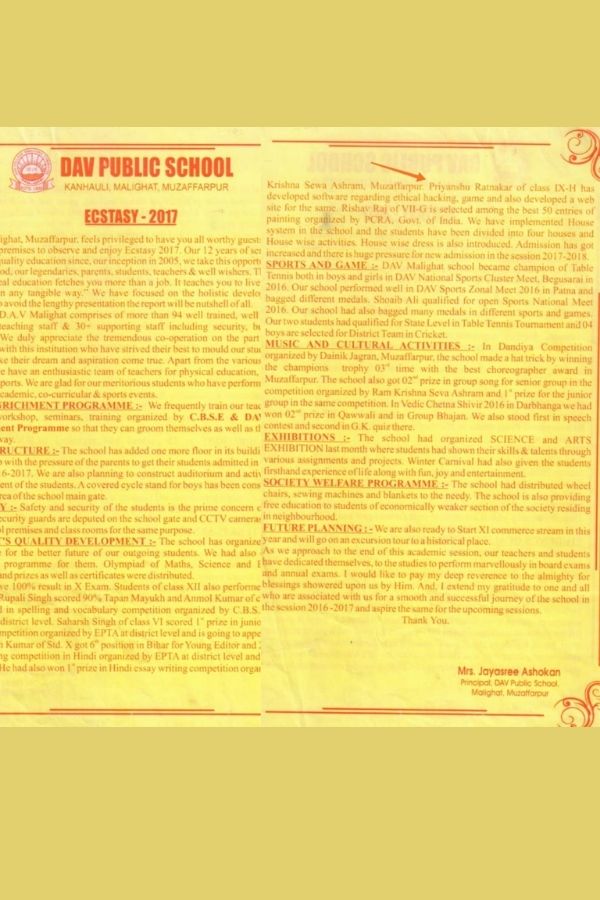 DAV PUBLIC SCHOOL
KANHAULI, MALIGHAT, MUZAFFARPUR
ECSTASY - 2017
lighat, Muzaffarpur, feels privileged to have you all worthy guests
premises to observe and enjoy Ecstasy 2017. Our 12 years of ser
quality education since, our inception in 2005, we take this opport
od, our legendaries, parents, students, teachers & well wishers. T
eal education fetches you more than a job. It teaches you to live
n any tangible way." We have focused on the holistic develo
o avoid the lengthy presentation the report will be nutshell of all.
D.A.V Malighat comprises of more than 94 well trained, well
teaching staff & 30+ supporting staff including security, bu
We duly appreciate the tremendous co-operation on the part
with this institution who have strived their best to mould our stu
ke their dream and aspiration come true. Apart from the variou
e have an enthusiastic team of teachers for physical education,
ports. We are glad for our meritorious students who have perform
cademic, co-curricular & sports events.
NRICHMENT PROGRAMME :- We frequently train our teac
workshop, seminars, training organized by C.B.S.E & DAV
ent Programme so that they can groom themselves as well as th
way.
RUCTURE :- The school has added one more floor in its buildi
p with the pressure of the parents to get their students admitted in
16-2017. We are also planning to construct auditorium and activ
ent of the students. A covered cycle stand for boys has been cons
rea of the school main gate.
Y :- Safety and security of the students is the prime concern o
ecurity guards are deputed on the school gate and CCTV camera
ol premises and class rooms for the same purpose.
T'S QUALITY DEVELOPMENT :- The school has organize
e for the better future of our outgoing students. We had also
programme for them. Olympiad of Maths, Science and I
and prizes as well as certificates were distributed.
ve 100% result in X Exam. Students of class XII also performe
Rupali Singh scored 90% Tapan Mayukh and Anmol Kumar of c
d in spelling and vocabulary competition organized by C.B.S.
district level. Saharsh Singh of class VI scored 1st prize in junio
mpetition organized by EPTA at district level and is going to appe
n Kumar of Std. X got 6th position in Bihar for Young Editor and 2
ng competition in Hindi organized by EPTA at district level and
He had also won 1st prize in Hindi essay writing competition organ
Krishna Sewa Ashram, Muzaffarpur. Priyanshu Ratnakar of class IX-H has
developed software regarding ethical hacking, game and also developed a web
site for the same. Rishav Raj of VII-G is selected among the best 50 entries of
painting organized by PCRA, Govt. of India. We have implemented House
system in the school and the students have been divided into four houses and
House wise activities. House wise dress is also introduced. Admission has got
increased and there is huge pressure for new admission in the session 2017-2018.
SPORTS AND GAME :- DAV Malighat school became champion of Table
Tennis both in boys and girls in DAV National Sports Cluster Meet, Begusarai in
2016. Our school performed well in DAV Sports Zonal Meet 2016 in Patna and
bagged different medals. Shoaib Ali qualified for open Sports National Meet
2016. Our school had also bagged many medals in different sports and games.
Our two students had qualified for State Level in Table Tennis Tournament and 04
boys are selected for District Team in Cricket.
MUSIC AND CULTURAL ACTIVITIES :- In Dandiya Competition
organized by Dainik Jagran, Muzaffarpur, the school made a hat trick by winning
the champions trophy 03rd time with the best choreographer award in
Muzaffarpur. The school also got 02nd prize in group song for senior group in the
competition organized by Ram Krishna Seva Ashram and 1st prize for the junior
group in the same competition. In Vedic Chetna Shivir 2016 in Darbhanga we had
won 02nd prize in Qawwali and in Group Bhajan. We also stood first in speech
contest and second in G.K. quiz there.
EXHIBITIONS :- The school had organized SCIENCE and ARTS
EXHIBITION last month where students had shown their skills & talents through
various assignments and projects. Winter Carnival had also given the students
firsthand experience of life along with fun, joy and entertainment.
SOCIETY WELFARE PROGRAMME :- The school had distributed wheel
chairs, sewing machines and blankets to the needy. The school is also providing
free education to students of economically weaker section of the society residing
in neighbourhood.
FUTURE PLANNING :- We are also ready to Start XI commerce stream in this
year and will go on an excursion tour to a historical place.
As we approach to the end of this academic session, our teachers and students
have dedicated themselves, to the studies to perform marvellously in board exams
and annual exams. I would like to pay my deep reverence to the almighty for
blessings showered upon us by Him. And, I extend my gratitude to one and all
who are associated with us for a smooth and successful journey of the school in
the session 2016-2017 and aspire the same for the upcoming sessions.
Thank You.
Mrs. Jayasree Ashokan
Principal, DAV Public School,
Malighat, Muzaffarpur